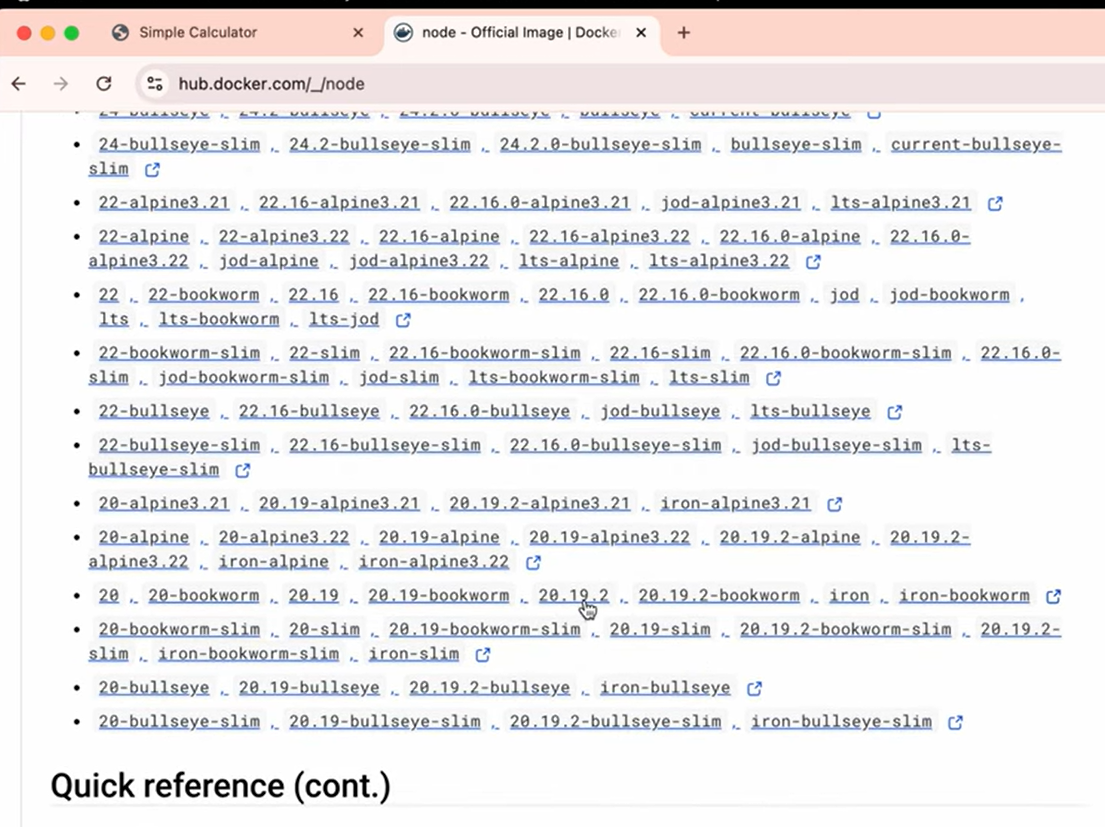 Simple Calculator
node - Official Image | Docke
hub.docker.com/_/node
24-bullseye , 24.2-bullseye , 24.2.0-bullseye , bullseye , current-bullseye
24-bullseye-slim , 24.2-bullseye-slim , 24.2.0-bullseye-slim , bullseye-slim , current-bullseye-
slim
22-alpine3.21 , 22.16-alpine3.21 , 22.16.0-alpine3.21 , jod-alpine3.21 , lts-alpine3.21
22-alpine , 22-alpine3.22 , 22.16-alpine , 22.16-alpine3.22 , 22.16.0-alpine , 22.16.0-
alpine3.22 , jod-alpine , jod-alpine3.22 , lts-alpine , lts-alpine3.22
22 , 22-bookworm , 22.16 , 22.16-bookworm , 22.16.0 , 22.16.0-bookworm , jod , jod-bookworm ,
lts , lts-bookworm , lts-jod
22-bookworm-slim , 22-slim , 22.16-bookworm-slim , 22.16-slim , 22.16.0-bookworm-slim , 22.16.0-
slim , jod-bookworm-slim , jod-slim , lts-bookworm-slim , lts-slim
22-bullseye , 22.16-bullseye , 22.16.0-bullseye , jod-bullseye , lts-bullseye
22-bullseye-slim , 22.16-bullseye-slim , 22.16.0-bullseye-slim , jod-bullseye-slim , lts-
bullseye-slim
20-alpine3.21 , 20.19-alpine3.21 , 20.19.2-alpine3.21 , iron-alpine3.21
20-alpine , 20-alpine3.22 , 20.19-alpine , 20.19-alpine3.22 , 20.19.2-alpine , 20.19.2-
alpine3.22 , iron-alpine , iron-alpine3.22
20 , 20-bookworm , 20.19 , 20.19-bookworm , 20.19.2 , 20.19.2-bookworm , iron , iron-bookworm
20-bookworm-slim , 20-slim , 20.19-bookworm-slim , 20.19-slim , 20.19.2-bookworm-slim , 20.19.2-
slim , iron-bookworm-slim , iron-slim
20-bullseye , 20.19-bullseye , 20.19.2-bullseye , iron-bullseye
20-bullseye-slim , 20.19-bullseye-slim , 20.19.2-bullseye-slim , iron-bullseye-slim
Quick reference (cont.)